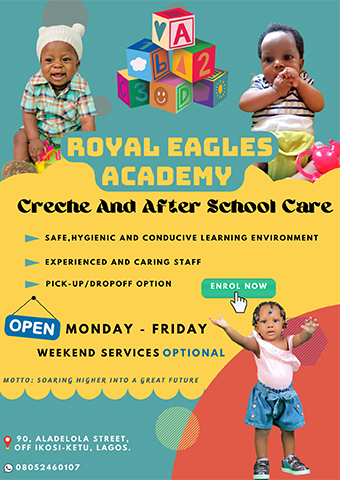 A
b 2
3 D
ROYAL EAGLES
ACADEMY
Creche And After School Care
SAFE,HYGIENIC AND CONDUCIVE LEARNING ENVIRONMENT
EXPERIENCED AND CARING STAFF
PICK-UP/DROPOFF OPTION
ENROL NOW
OPEN
MONDAY - FRIDAY
WEEKEND SERVICES OPTIONAL
MOTTO: SOARING HIGHER INTO A GREAT FUTURE
90, ALADELOLA STREET,
OFF IKOSI-KETU, LAGOS.
08052460107